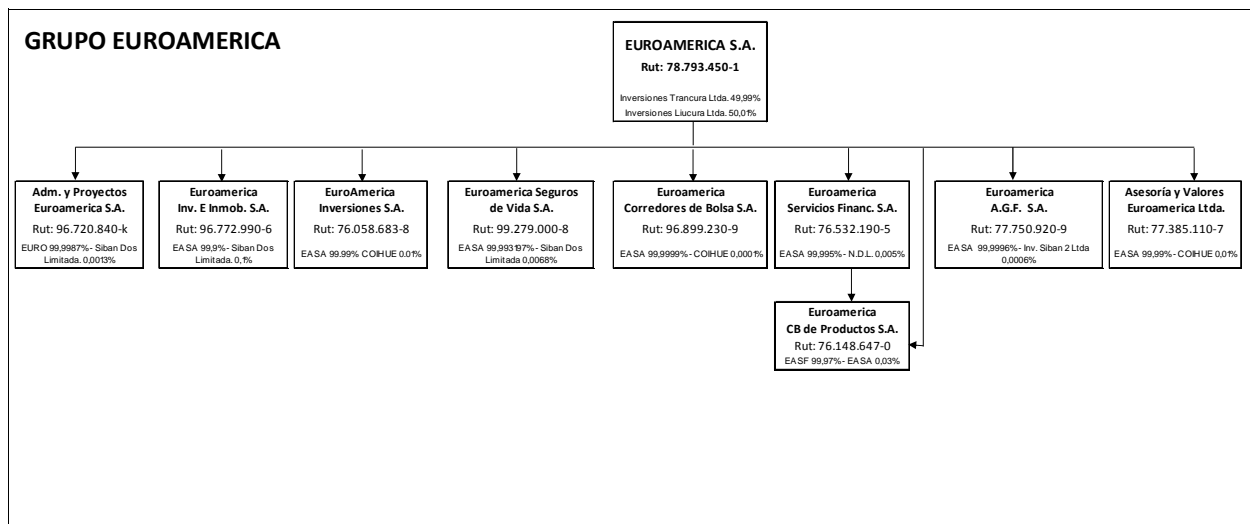 GRUPO EUROAMERICA
EUROAMERICA S.A.
Rut: 78.793.450-1
Inversiones Trancura Ltda. 49,99%
Inversiones Liucura Ltda. 50,01%
Adm. y Proyectos
Euroamerica S.A.
Rut: 96.720.840-k
EURO 99,9987%- Siban Dos
Limitada. 0,0013%
Euroamerica
Inv. E Inmob. S.A.
Rut: 96.772.990-6
EASA 99,9%- Siban Dos
Limitada. 0,1%
EuroAmerica
Inversiones S.A.
Rut: 76.058.683-8
EASA 99.99% COIHUE 0.01%
Euroamerica Seguros
de Vida S.A.
Rut: 99.279.000-8
EASA 99,993197%- Siban Dos
Limitada 0,0068%
Euroamerica
Corredores de Bolsa S.A.
Rut: 96.899.230-9
EASA 99,9999%- COIHUE 0,0001%
Euroamerica
Servicios Financ. S.A.
Rut: 76.532.190-5
EASA 99,995%- N.D.L. 0,005%
Euroamerica
A.G.F. S.A.
Rut: 77.750.920-9
EASA 99,9996%- Inv. Siban 2 Ltda
0,0006%
Asesoría y Valores
Euroamerica Ltda.
Rut: 77.385.110-7
EASA 99,99%- COIHUE 0,01%
Euroamerica
CB de Productos S.A.
Rut: 76.148.647-0
EASF 99,97%- EASA 0,03%